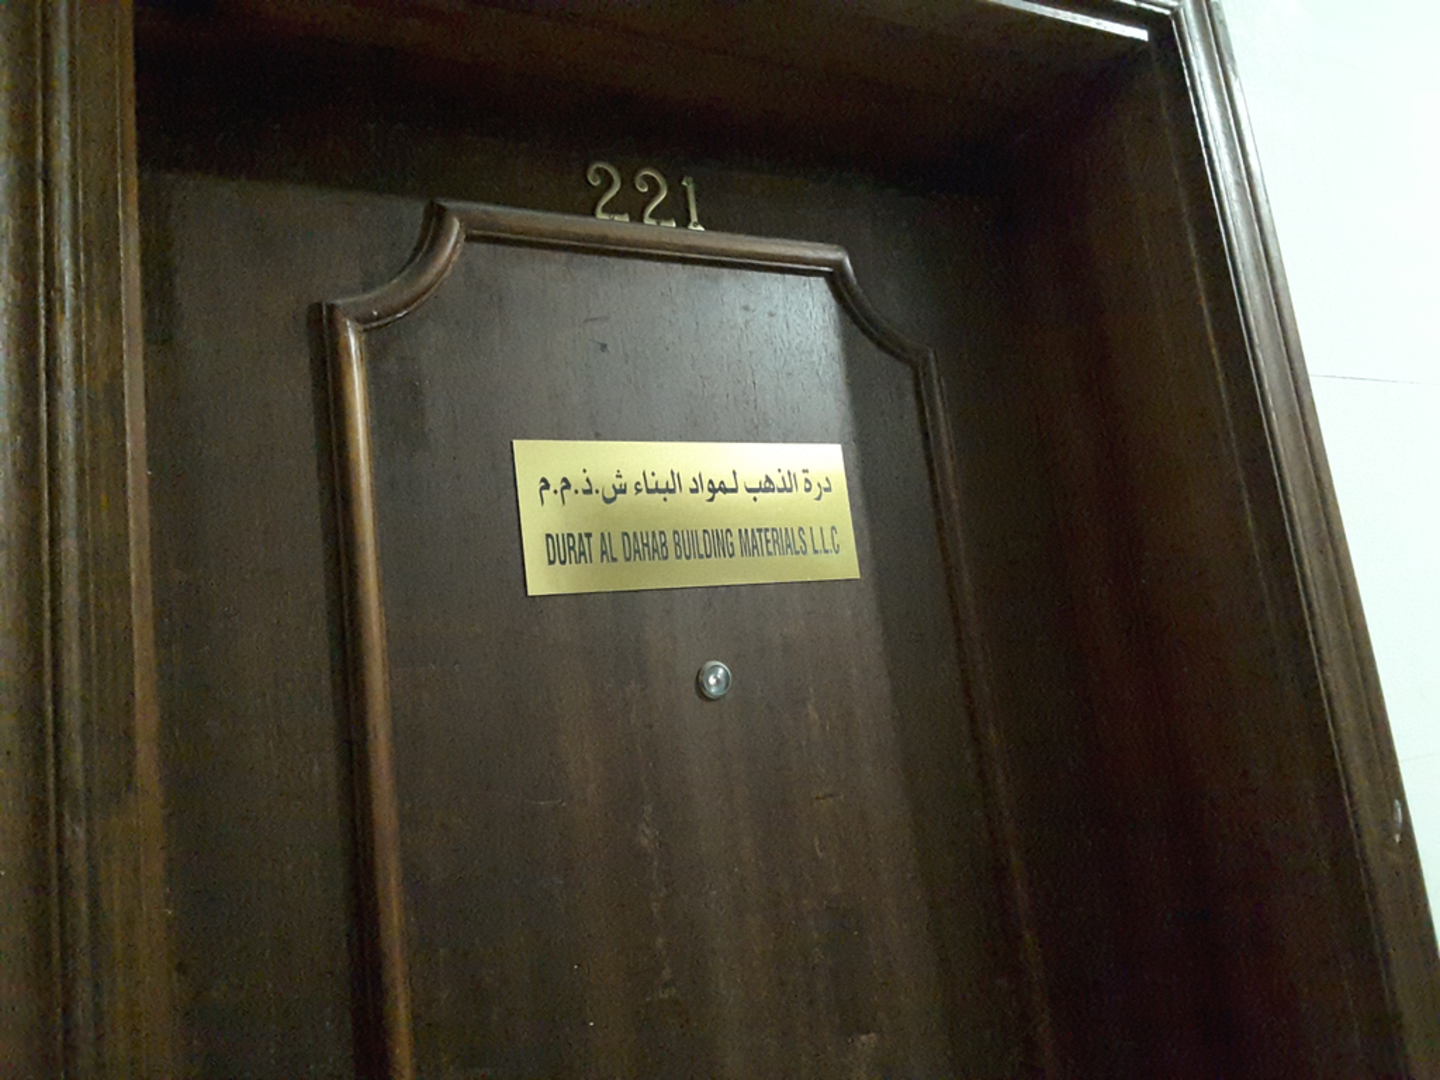 221
درة الذهب لمواد البناء ش.ذ.م.م
DURAT AL DAHAB BUILDING MATERIALS L.L.C